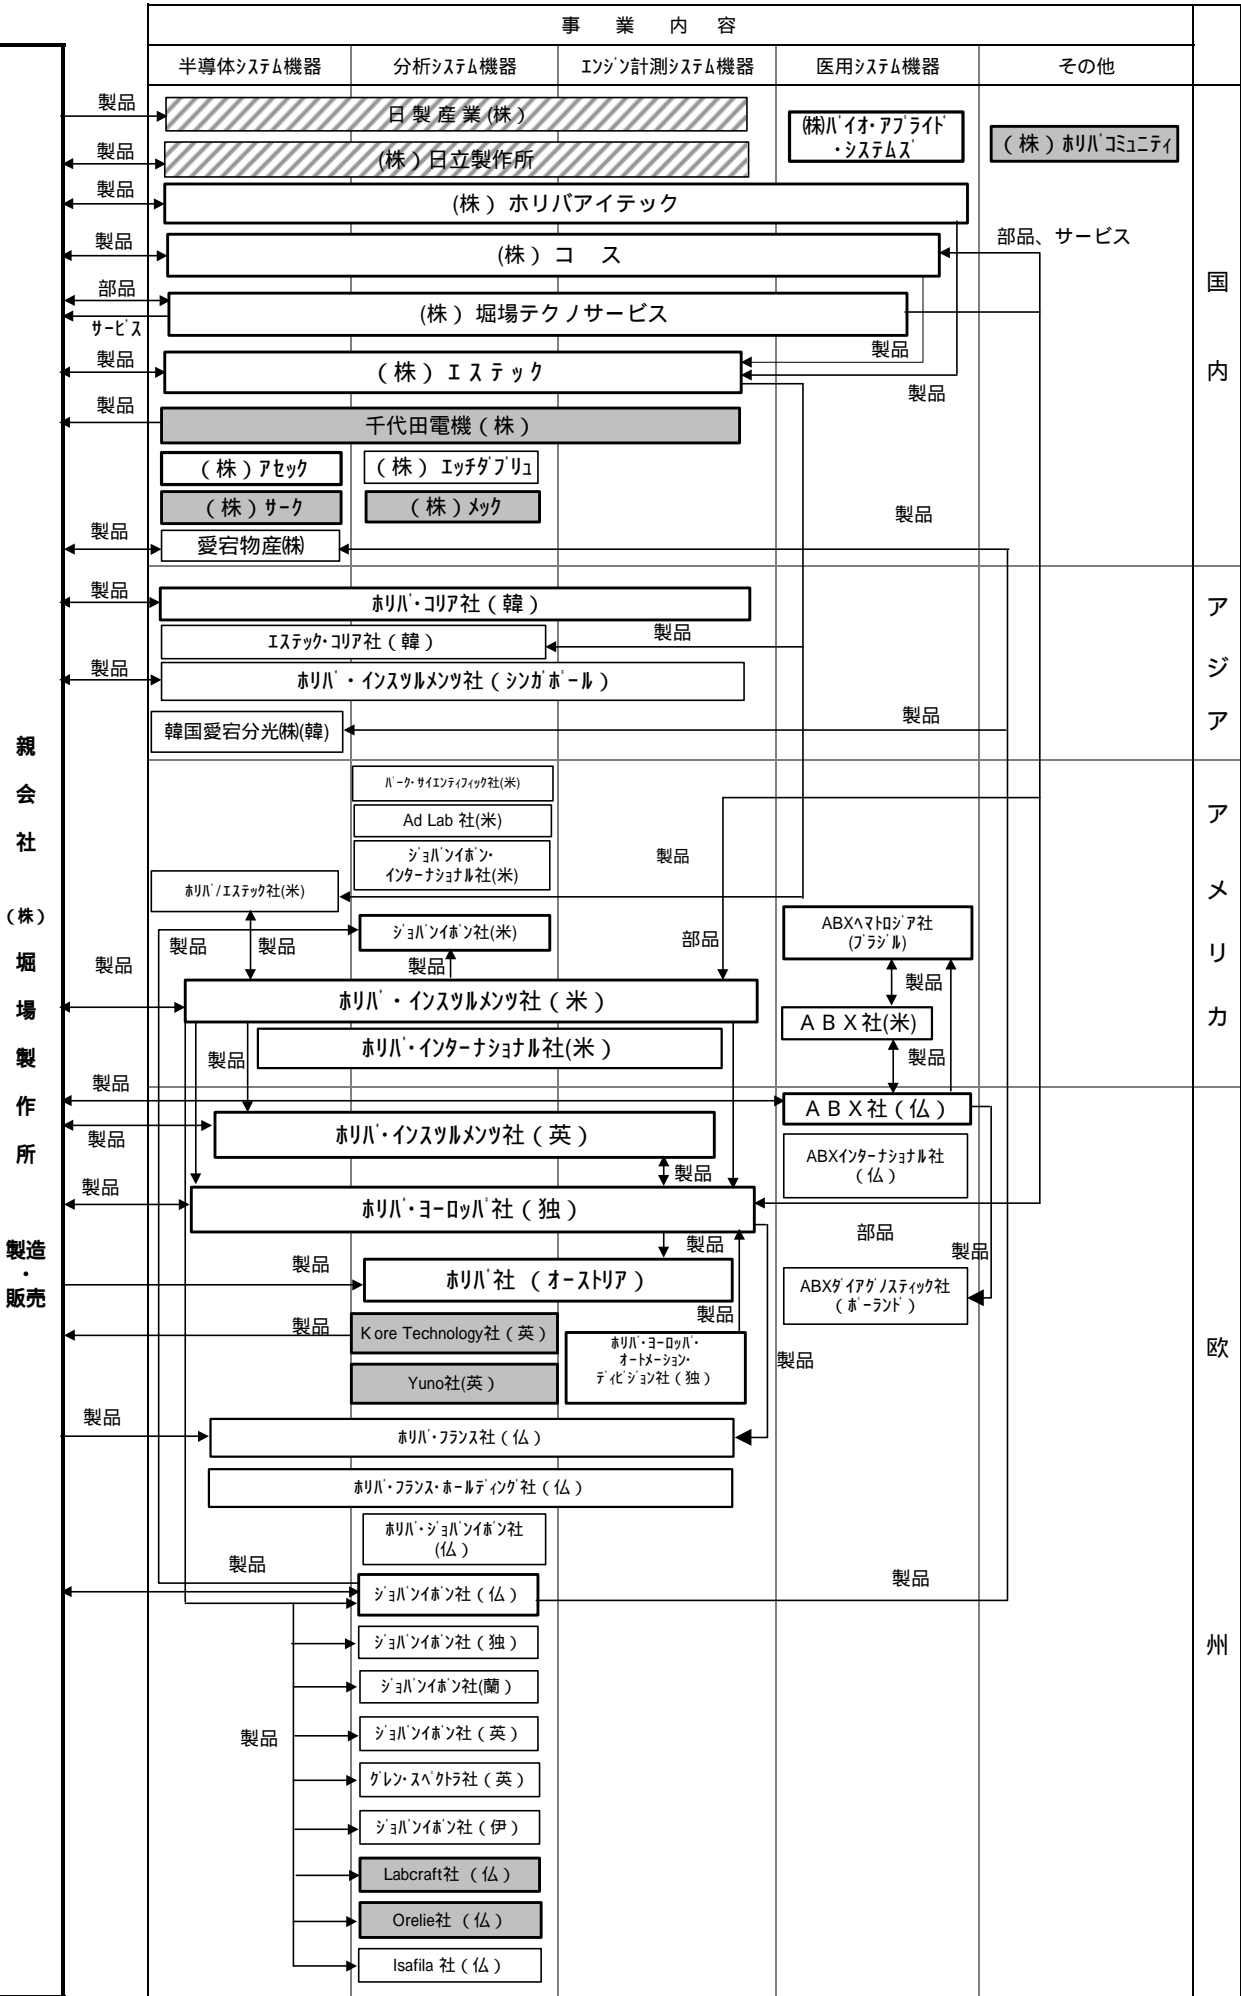 事 業 内 容
半導体ｼｽﾃﾑ機器
分析ｼｽﾃﾑ機器
ｴﾝｼﾞﾝ計測ｼｽﾃﾑ機器
医用ｼｽﾃﾑ機器
その他
製品
日 製 産 業 (株 )
(株)ﾊﾞｲｵ･ｱﾌﾟﾗｲﾄﾞ
･ｼｽﾃﾑｽﾞ
（ 株 ）ﾎﾘﾊﾞｺﾐｭﾆﾃｨ
製品
(株 ) 日 立 製 作 所
製品
(株 ) ホ リ バ ア イ テ ッ ク
製品
(株 ) コ ス
部品、サービス
部品
(株 ) 堀 場 テ ク ノ サ ー ビ ス
ｻｰﾋﾞｽ
製品
製品
（ 株 ） エ ス テ ッ ク
製品
製品
千代田電機（ 株 ）
（ 株 ）ｱｾｯｸ
（ 株 ） ｴｯﾁﾀﾞﾌﾞﾘｭ
（ 株 ）ｻｰｸ
（ 株 ）ﾒｯｸ
製品
製品
愛宕物産㈱
国
内
製品
ﾎﾘﾊﾞ･ｺﾘｱ社（ 韓 ）
ｴｽﾃｯｸ･ｺﾘｱ社（ 韓 ）
製品
製品
ﾎﾘﾊﾞ・ｲﾝｽﾂﾙﾒﾝﾂ社（ ｼﾝｶﾞﾎﾟｰﾙ ）
韓国愛宕分光㈱(韓)
製品
ア
ジ
ア
ﾊﾟｰｸ･ｻｲｴﾝﾃｨﾌｨｯｸ社(米)
Ad Lab 社(米)
ｼﾞｮﾊﾞﾝｲﾎﾞﾝ･
ｲﾝﾀｰﾅｼｮﾅﾙ社(米)
製品
ﾎﾘﾊﾞ/ｴｽﾃｯｸ社(米)
製品
製品
ｼﾞｮﾊﾞﾝｲﾎﾞﾝ社(米)
部品
ABXﾍﾏﾄﾛｼﾞｱ社
(ﾌﾞﾗｼﾞﾙ)
製品
製品
製品
ﾎﾘﾊﾞ・ｲﾝｽﾂﾙﾒﾝﾂ社（ 米 ）
ＡＢＸ社(米)
製品
ﾎﾘﾊﾞ･ｲﾝﾀｰﾅｼｮﾅﾙ社(米 ）
製品
ア
メ
リ
カ
製品
ＡＢＸ社（ 仏 ）
ﾎﾘﾊﾞ･ｲﾝｽﾂﾙﾒﾝﾂ社（ 英 ）
製品
ABXｲﾝﾀｰﾅｼｮﾅﾙ社
（ 仏 ）
製品
製品
ﾎﾘﾊﾞ･ﾖｰﾛｯﾊﾟ社（ 独 ）
部品
製品
製品
製品
ﾎﾘﾊﾞ社 （ ｵｰｽﾄﾘｱ ）
ABXﾀﾞｲｱｸﾞﾉｽﾃｨｯｸ社
（ ﾎﾟｰﾗﾝﾄﾞ ）
製品
製品
Kore Technology社（ 英 ）
ﾎﾘﾊﾞ･ﾖｰﾛｯﾊﾟ･
ｵｰﾄﾒｰｼｮﾝ･
ﾃﾞｨﾋﾞｼﾞｮﾝ社（ 独 ）
製品
Yuno社(英 ）
製品
ﾎﾘﾊﾞ･ﾌﾗﾝｽ社（ 仏 ）
ﾎﾘﾊﾞ･ﾌﾗﾝｽ･ﾎｰﾙﾃﾞｨﾝｸﾞ社（ 仏 ）
ﾎﾘﾊﾞ･ｼﾞｮﾊﾞﾝｲﾎﾞﾝ社
(仏 ）
製品
製品
ｼﾞｮﾊﾞﾝｲﾎﾞﾝ社（ 仏 ）
ｼﾞｮﾊﾞﾝｲﾎﾞﾝ社（ 独 ）
ｼﾞｮﾊﾞﾝｲﾎﾞﾝ社(蘭 ）
製品
ｼﾞｮﾊﾞﾝｲﾎﾞﾝ社（ 英 ）
ｸﾞﾚﾝ･ｽﾍﾟｸﾄﾗ社（ 英 ）
ｼﾞｮﾊﾞﾝｲﾎﾞﾝ社（ 伊 ）
Labcraft社 （ 仏 ）
Orelie社 （ 仏 ）
Isafila 社（ 仏 ）
欧
州
親
会
社
（ 株 ）
堀
場
製
作
所
製造
・
販売